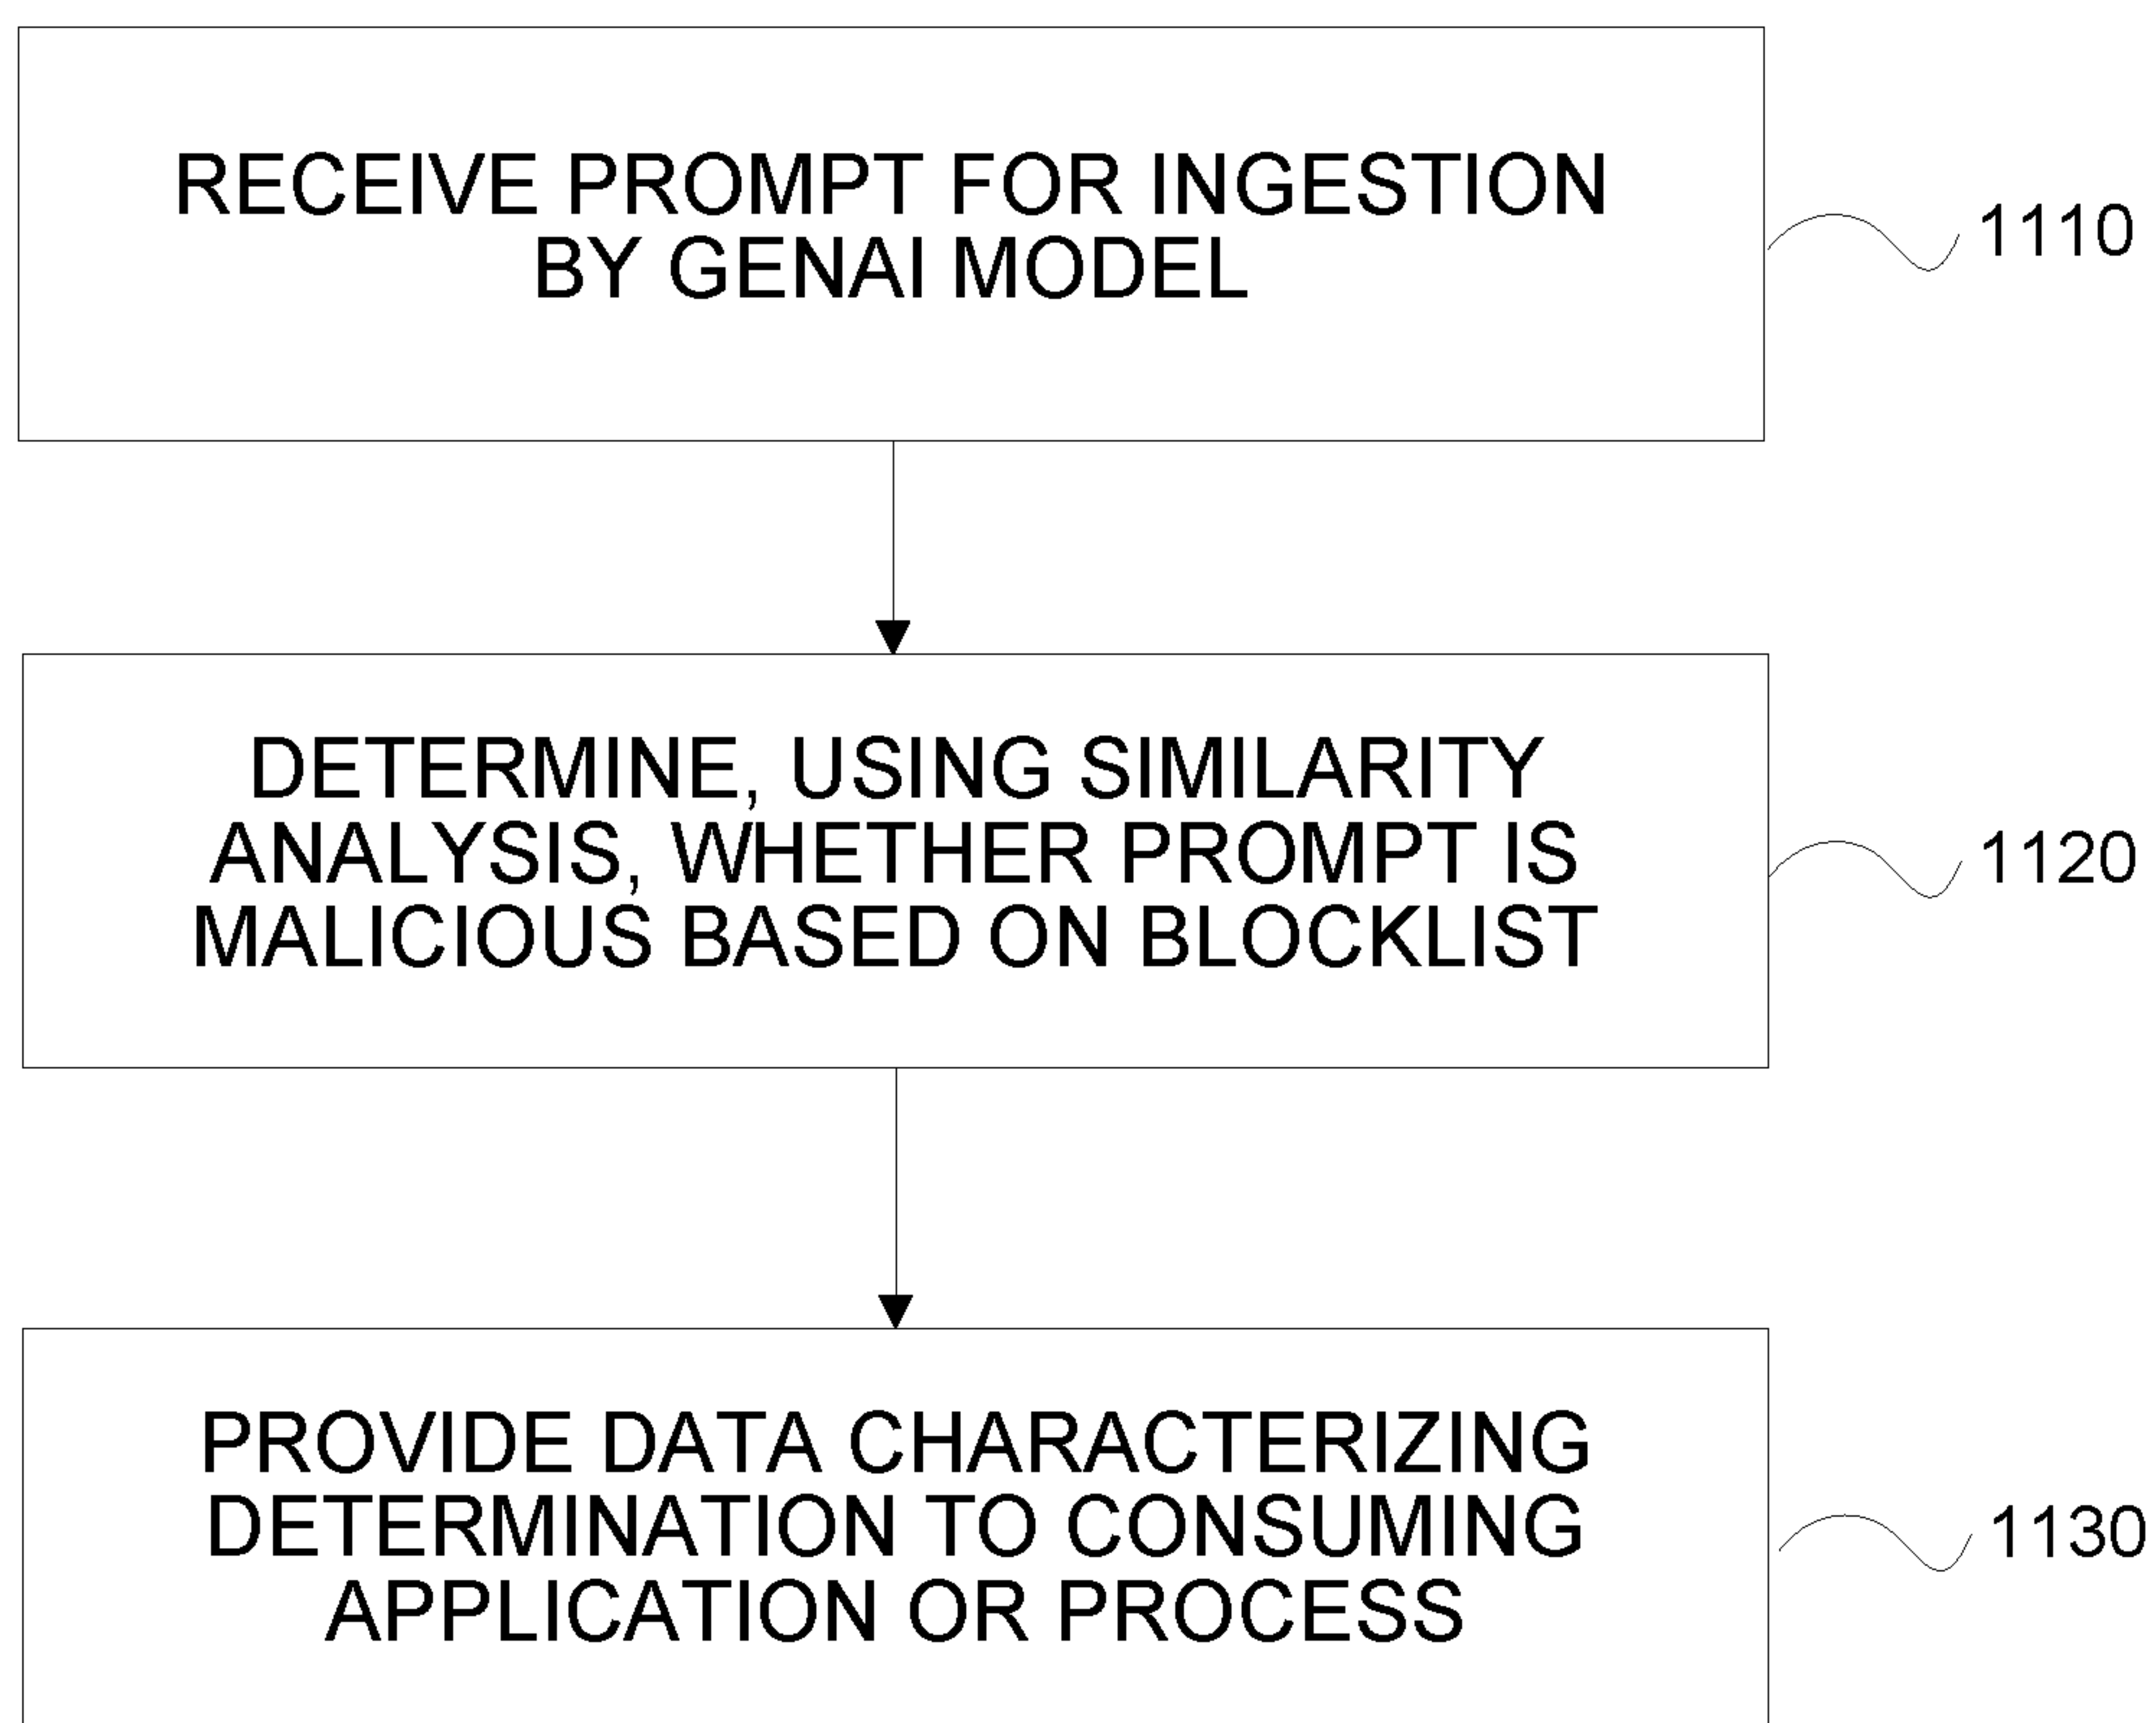 RECEIVE PROMPT FOR INGESTION
BY GENAI MODEL
1110
DETERMINE, USING SIMILARITY
ANALYSIS, WHETHER PROMPT IS
MALICIOUS BASED ON BLOCKLIST
1120
PROVIDE DATA CHARACTERIZING
DETERMINATION TO CONSUMING
APPLICATION OR PROCESS
1130